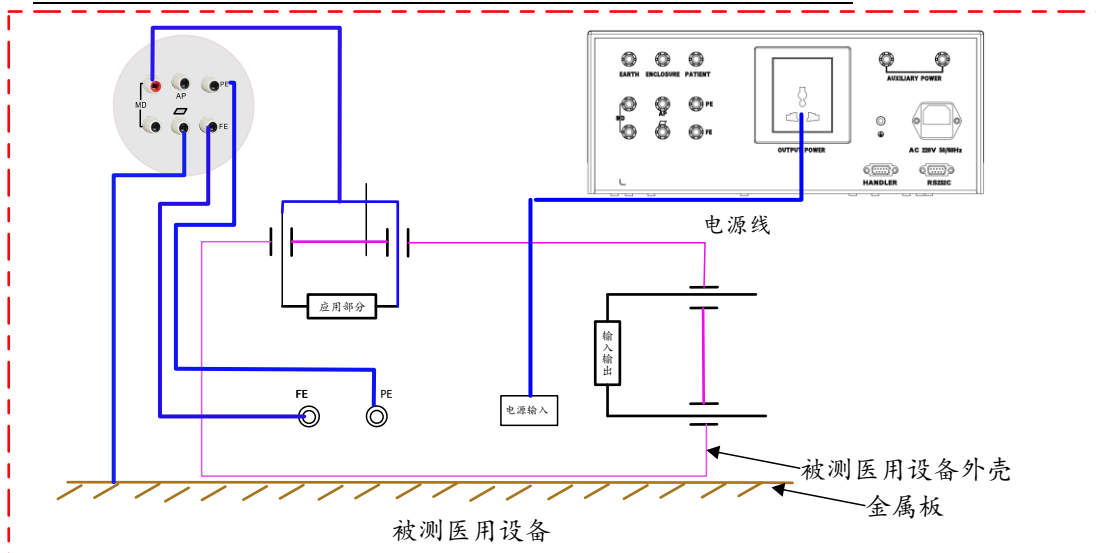 MD
AP
PE
FE
EARTH ENCLOSURE PATIENT
AUXILIARY POWER
MD
AP
PE
FE
OUTPUT POWER
AC 220V 50/60Hz
HANDLER
RS232C
电源线
应用部分
输入输出
FE
PE
电源输入
被测医用设备外壳
金属板
被测医用设备